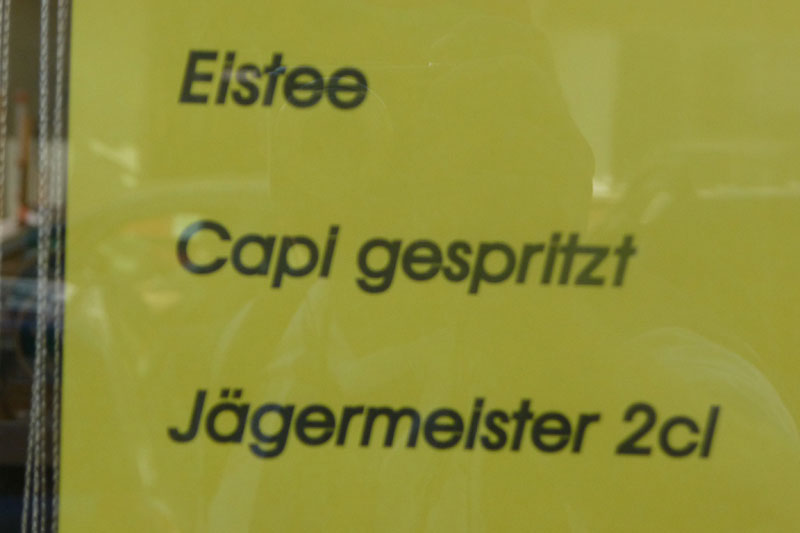 Eistee
Capi gespritzt
Jägermeister 2cl